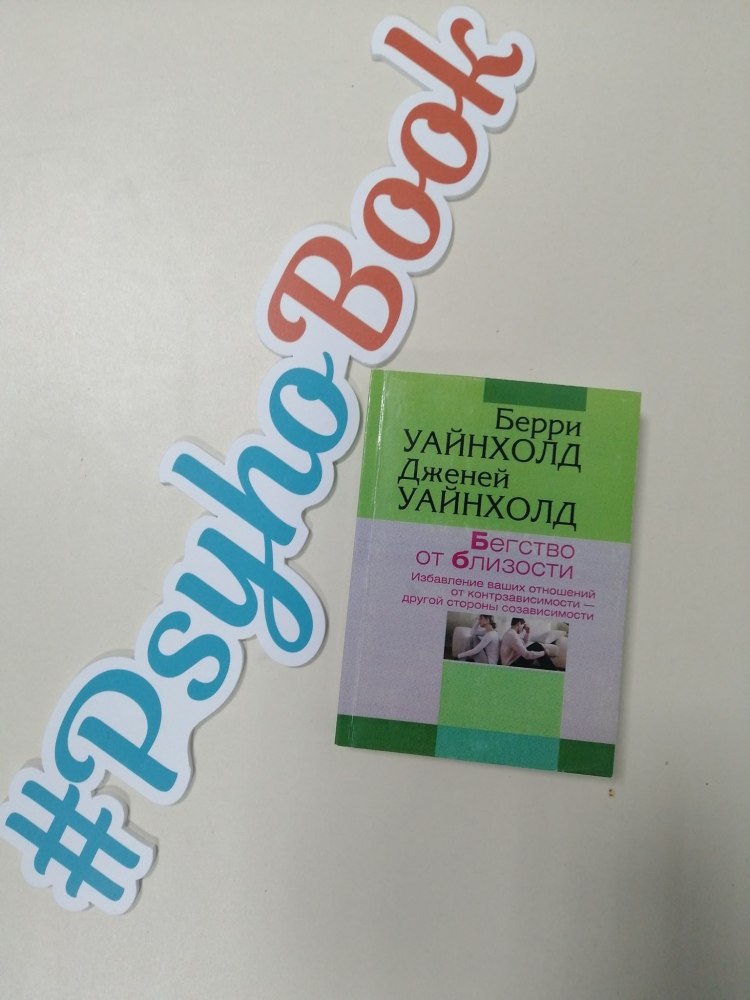 #PsyhoBook
Берри
УАЙНХОЛД
Дженей
УАЙНХОЛД
Бегство
от близости
Избавление ваших отношений
от контрзависимости —
другой стороны созависимости